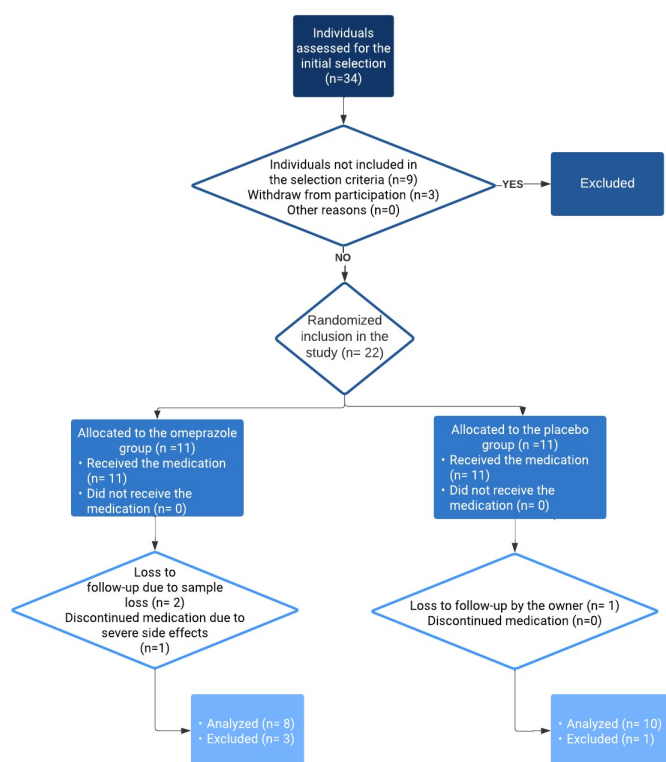 Individuals
assessed for the
initial selection
(n=34)
Individuals not included in
the selection criteria (n=9)
Withdraw from participation (n=3)
Other reasons (n=0)
YES
Excluded
NO
Randomized
inclusion in the
study (n= 22)
Allocated to the omeprazole
group (n =11)
• Received the medication
(n= 11)
• Did not receive the
medication (n= 0)
Allocated to the placebo
group (n =11)
• Received the medication
(n= 11)
• Did not receive the
medication (n= 0)
Loss to
follow-up due to sample
loss (n= 2)
Discontinued medication due to
severe side effects
(n=1)
Loss to follow-up by the owner (n= 1)
Discontinued medication (n=0)
• Analyzed (n= 8)
• Excluded (n= 3)
• Analyzed (n= 10)
• Excluded (n= 1)